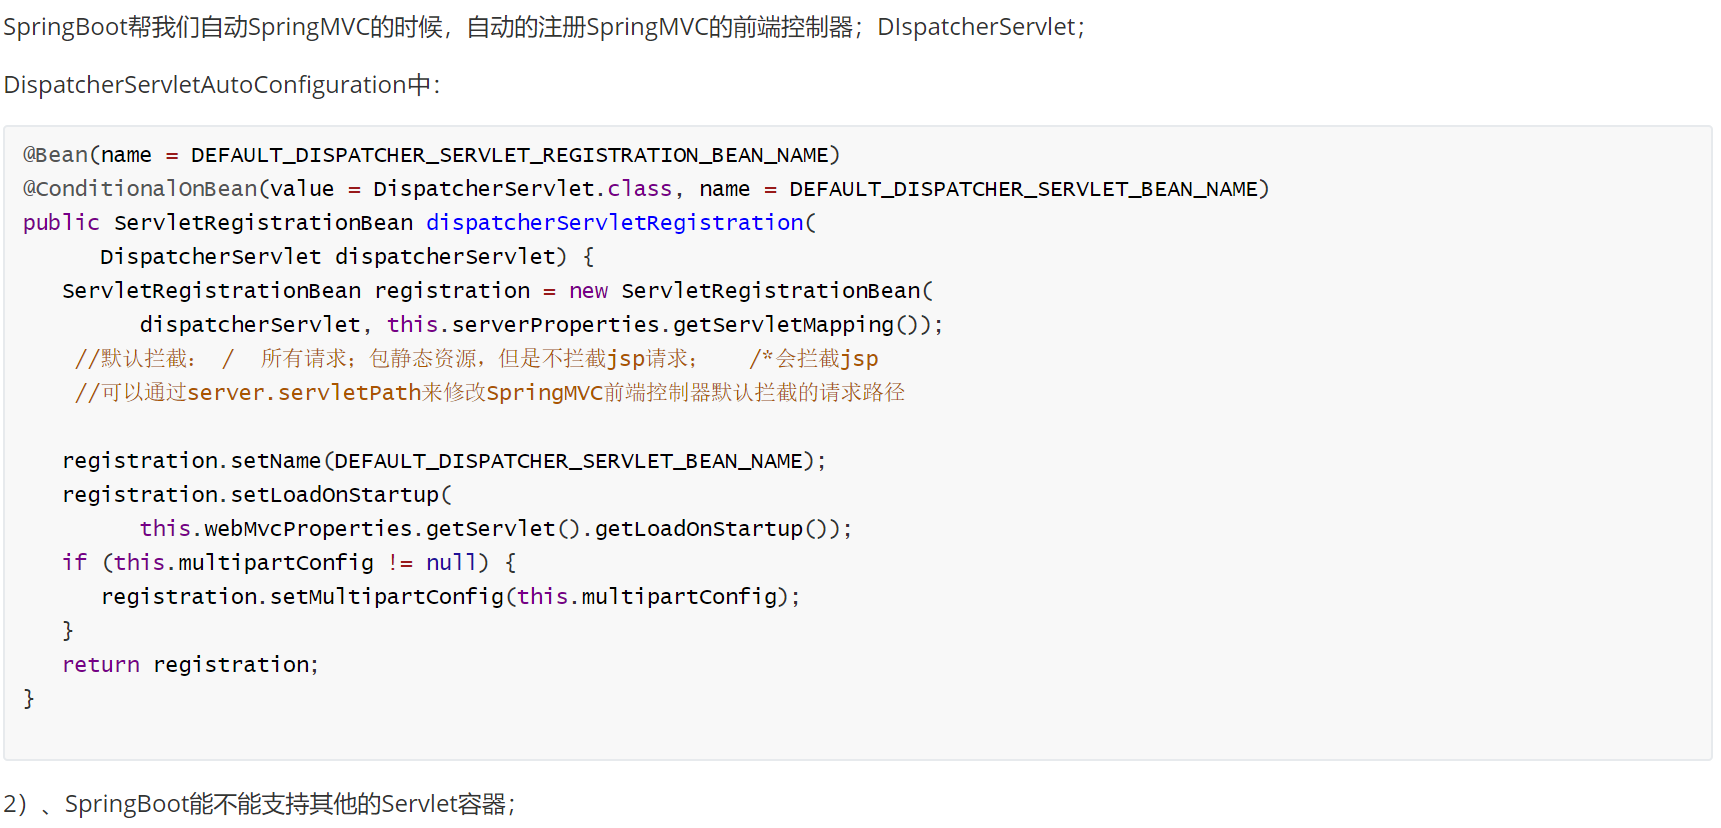 SpringBoot帮我们自动SpringMVC的时候，自动的注册SpringMVC的前端控制器；DIspatcherServlet；
DispatcherServletAutoConfiguration中：
@Bean(name = DEFAULT_DISPATCHER_SERVLET_REGISTRATION_BEAN_NAME)
@ConditionalOnBean(value = DispatcherServlet.class, name = DEFAULT_DISPATCHER_SERVLET_BEAN_NAME)
public ServletRegistrationBean dispatcherServletRegistration(
      DispatcherServlet dispatcherServlet) {
   ServletRegistrationBean registration = new ServletRegistrationBean(
         dispatcherServlet, this.serverProperties.getServletMapping());
    //默认拦截： /  所有请求；包静态资源，但是不拦截jsp请求；   /*会拦截jsp
    //可以通过server.servletPath来修改SpringMVC前端控制器默认拦截的请求路径
   registration.setName(DEFAULT_DISPATCHER_SERVLET_BEAN_NAME);
   registration.setLoadOnStartup(
         this.webMvcProperties.getServlet().getLoadOnStartup());
   if (this.multipartConfig != null) {
      registration.setMultipartConfig(this.multipartConfig);
   }
   return registration;
}
2）、SpringBoot能不能支持其他的Servlet容器；